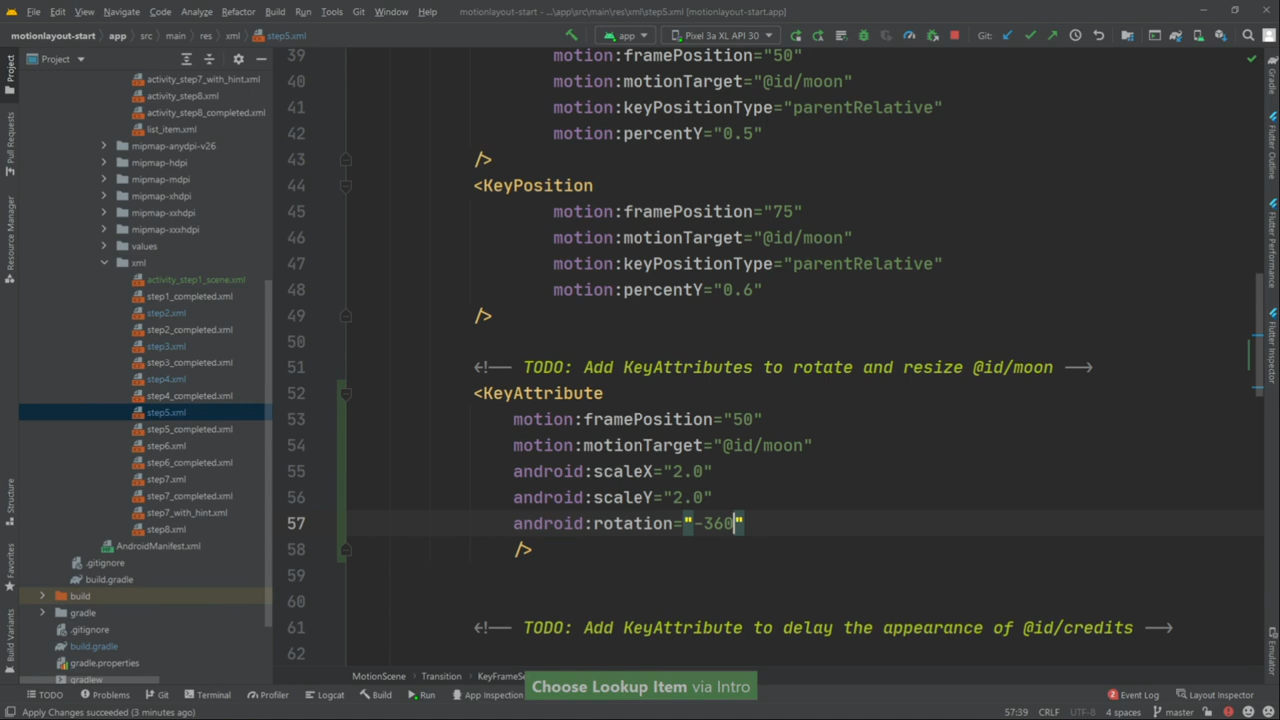 File Edit View Navigate Code Analyze Refactor Build Run Tools Git Window Help motionlayout-start - ...\app\src\main\res\xml\step5.xml [motionlayout-start.app]
motionlayout-start app src main res xml step5.xml
app Pixel 3a XL API 30 Git:
Project
activity_step7_with_hint.xml
activity_step8.xml
activity_step8_completed.xml
list_item.xml
mipmap-anydpi-v26
mipmap-hdpi
mipmap-mdpi
mipmap-xhdpi
mipmap-xxhdpi
mipmap-xxxhdpi
values
xml
activity_step1_scene.xml
step1_completed.xml
step2.xml
step2_completed.xml
step3.xml
step3_completed.xml
step4.xml
step4_completed.xml
step5.xml
step5_completed.xml
step6.xml
step6_completed.xml
step7.xml
step7_completed.xml
step7_with_hint.xml
step8.xml
AndroidManifest.xml
.gitignore
build.gradle
build
gradle
.gitignore
build.gradle
gradle.properties
gradlew
Project
Pull Requests
Resource Manager
Structure
Favorites
Build Variants
39 motion:framePosition="50"
40 motion:motionTarget="@id/moon"
41 motion:keyPositionType="parentRelative"
42 motion:percentY="0.5"
43 />
44 <KeyPosition
45 motion:framePosition="75"
46 motion:motionTarget="@id/moon"
47 motion:keyPositionType="parentRelative"
48 motion:percentY="0.6"
49 />
50
51 <!-- TODO: Add KeyAttributes to rotate and resize @id/moon -->
52 <KeyAttribute
53 motion:framePosition="50"
54 motion:motionTarget="@id/moon"
55 android:scaleX="2.0"
56 android:scaleY="2.0"
57 android:rotation="-360"
58 />
59
60
61 <!-- TODO: Add KeyAttribute to delay the appearance of @id/credits -->
62
Gradle
Flutter Outline
Flutter Performance
Flutter Inspector
Emulator
MotionScene Transition
Choose Lookup Item via Intro
TODO Problems Git Terminal Profiler Logcat Build Run App Inspection 2 Event Log Layout Inspector
Apply Changes succeeded (3 minutes ago) 57:39 CRLF UTF-8 4 spaces master